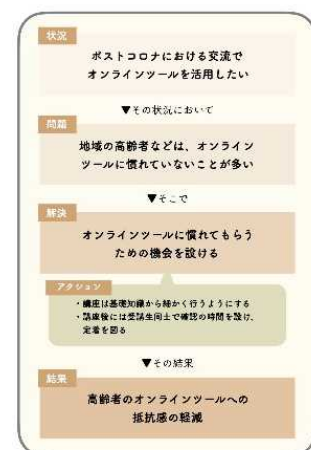 状況
ポストコロナにおける交流で
オンラインツールを活用したい
▼その状況において
問題
地域の高齢者などは、オンライン
ツールに慣れていないことが多い
▼そこで
解決
オンラインツールに慣れてもらう
ための機会を設ける
アクション
・講座は基礎知識から細かく行うようにする
・講座後には受講生同士で確認の時間を設け、
定着を図る
▼その結果
結果
高齢者のオンラインツールへの
抵抗感の軽減